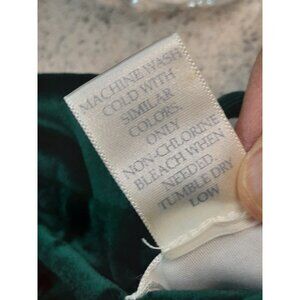 MACHINE WASH
COLD WITH
SIMILAR
COLORS.
ONLY
NON-CHLORINE
BLEACH WHEN
NEEDED
TUMBLE DRY
LOW